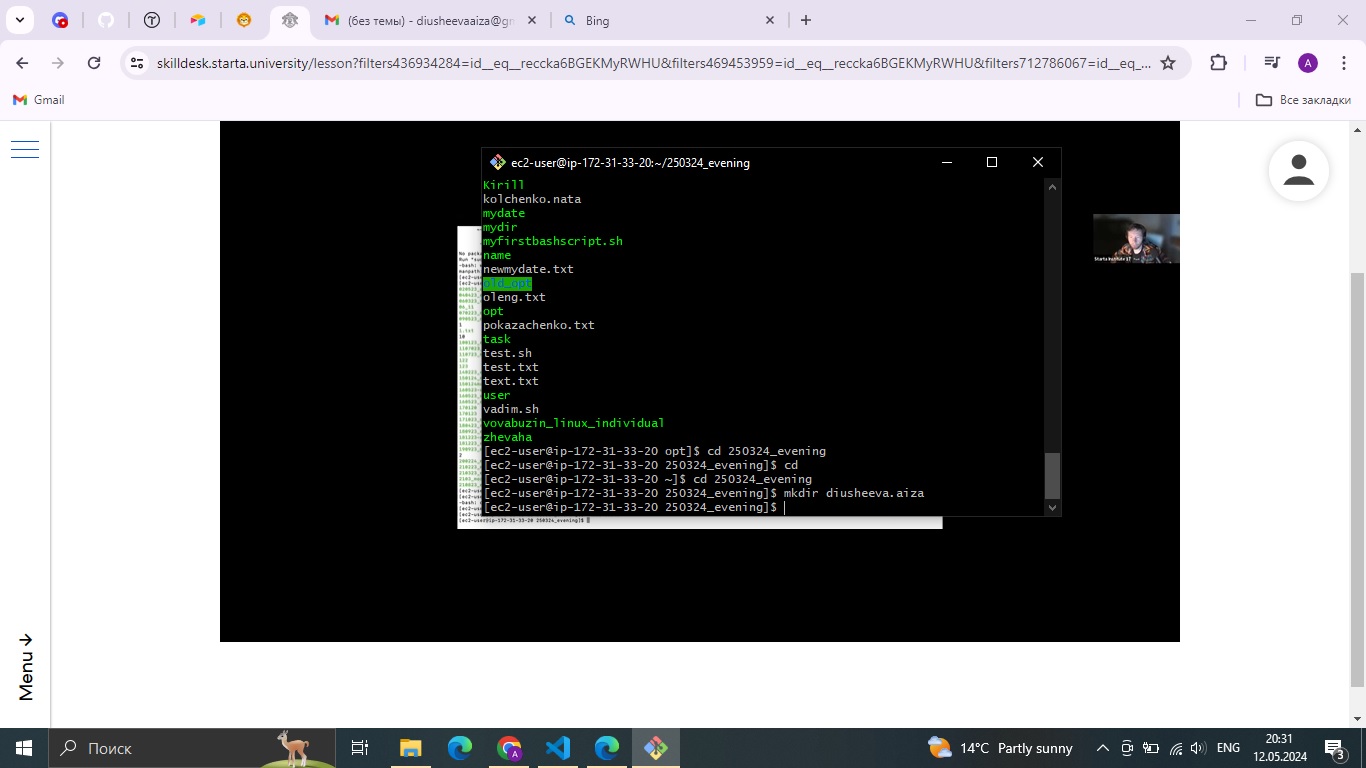 (без темы) - diusheevaaiza@gm
Bing
skilldesk.starta.university/lesson?filters436934284=id__eq__reccka6BGEKMyRWHU&filters469453959=id__eq__reccka6BGEKMyRWHU&filters712786067=id__eq_...
A
Gmail
Все закладки
ec2-user@ip-172-31-33-20:~/250324_evening
Kirill
kolchenko.nata
mydate
mydir
myfirstbashscript.sh
name
newmydate.txt
old_opt
oleng.txt
opt
pokazachenko.txt
task
test.sh
test.txt
text.txt
user
vadim.sh
vovabuzin_linux_individual
zhevaha
[ec2-user@ip-172-31-33-20 opt]$ cd 250324_evening
[ec2-user@ip-172-31-33-20 250324_evening]$ cd
[ec2-user@ip-172-31-33-20 ~]$ cd 250324_evening
[ec2-user@ip-172-31-33-20 250324_evening]$ mkdir diusheeva.aiza
[ec2-user@ip-172-31-33-20 250324_evening]$
[ec2-user@ip-172-31-33-20 250324_evening]$
Menu
Поиск
14°C Partly sunny
ENG
20:31
12.05.2024
3